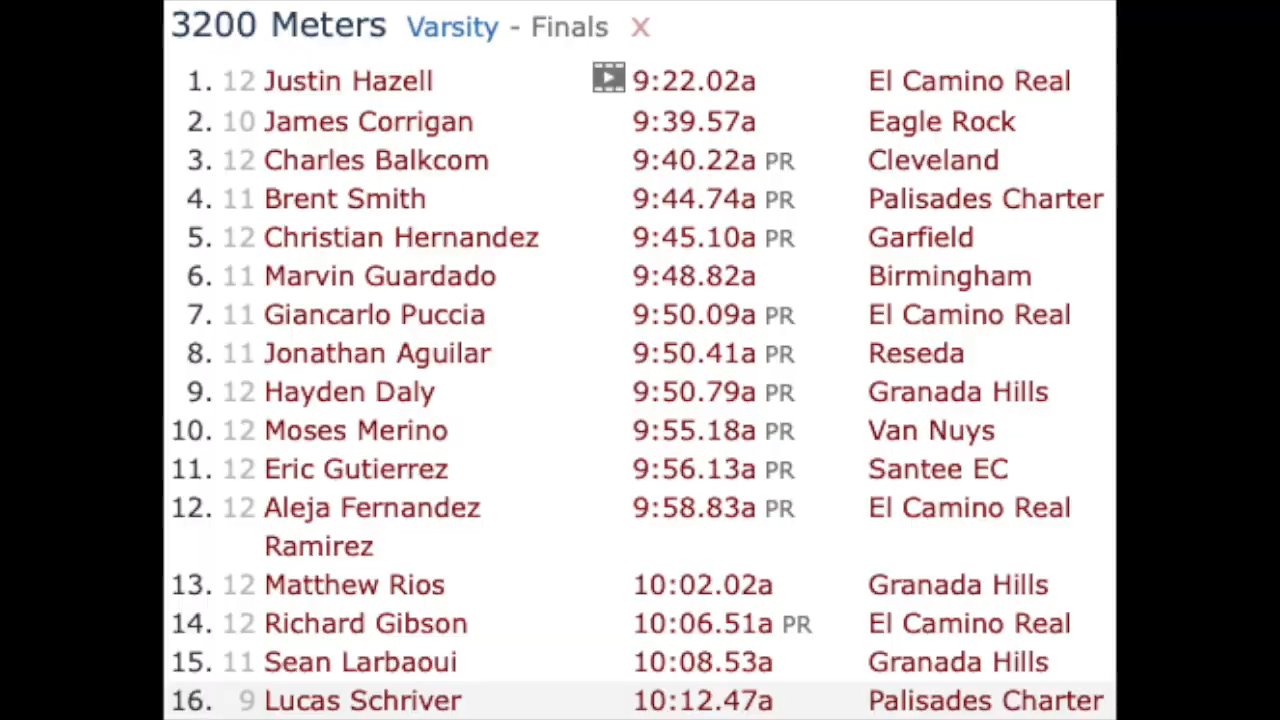 3200 Meters Varsity - Finals X
1. 12 Justin Hazell 9:22.02a El Camino Real
2. 10 James Corrigan 9:39.57a Eagle Rock
3. 12 Charles Balkcom 9:40.22a PR Cleveland
4. 11 Brent Smith 9:44.74a PR Palisades Charter
5. 12 Christian Hernandez 9:45.10a PR Garfield
6. 11 Marvin Guardado 9:48.82a Birmingham
7. 11 Giancarlo Puccia 9:50.09a PR El Camino Real
8. 11 Jonathan Aguilar 9:50.41a PR Reseda
9. 12 Hayden Daly 9:50.79a PR Granada Hills
10. 12 Moses Merino 9:55.18a PR Van Nuys
11. 12 Eric Gutierrez 9:56.13a PR Santee EC
12. 12 Aleja Fernandez 9:58.83a PR El Camino Real
Ramirez
13. 12 Matthew Rios 10:02.02a Granada Hills
14. 12 Richard Gibson 10:06.51a PR El Camino Real
15. 11 Sean Larbaoui 10:08.53a Granada Hills
16. 9 Lucas Schriver 10:12.47a Palisades Charter